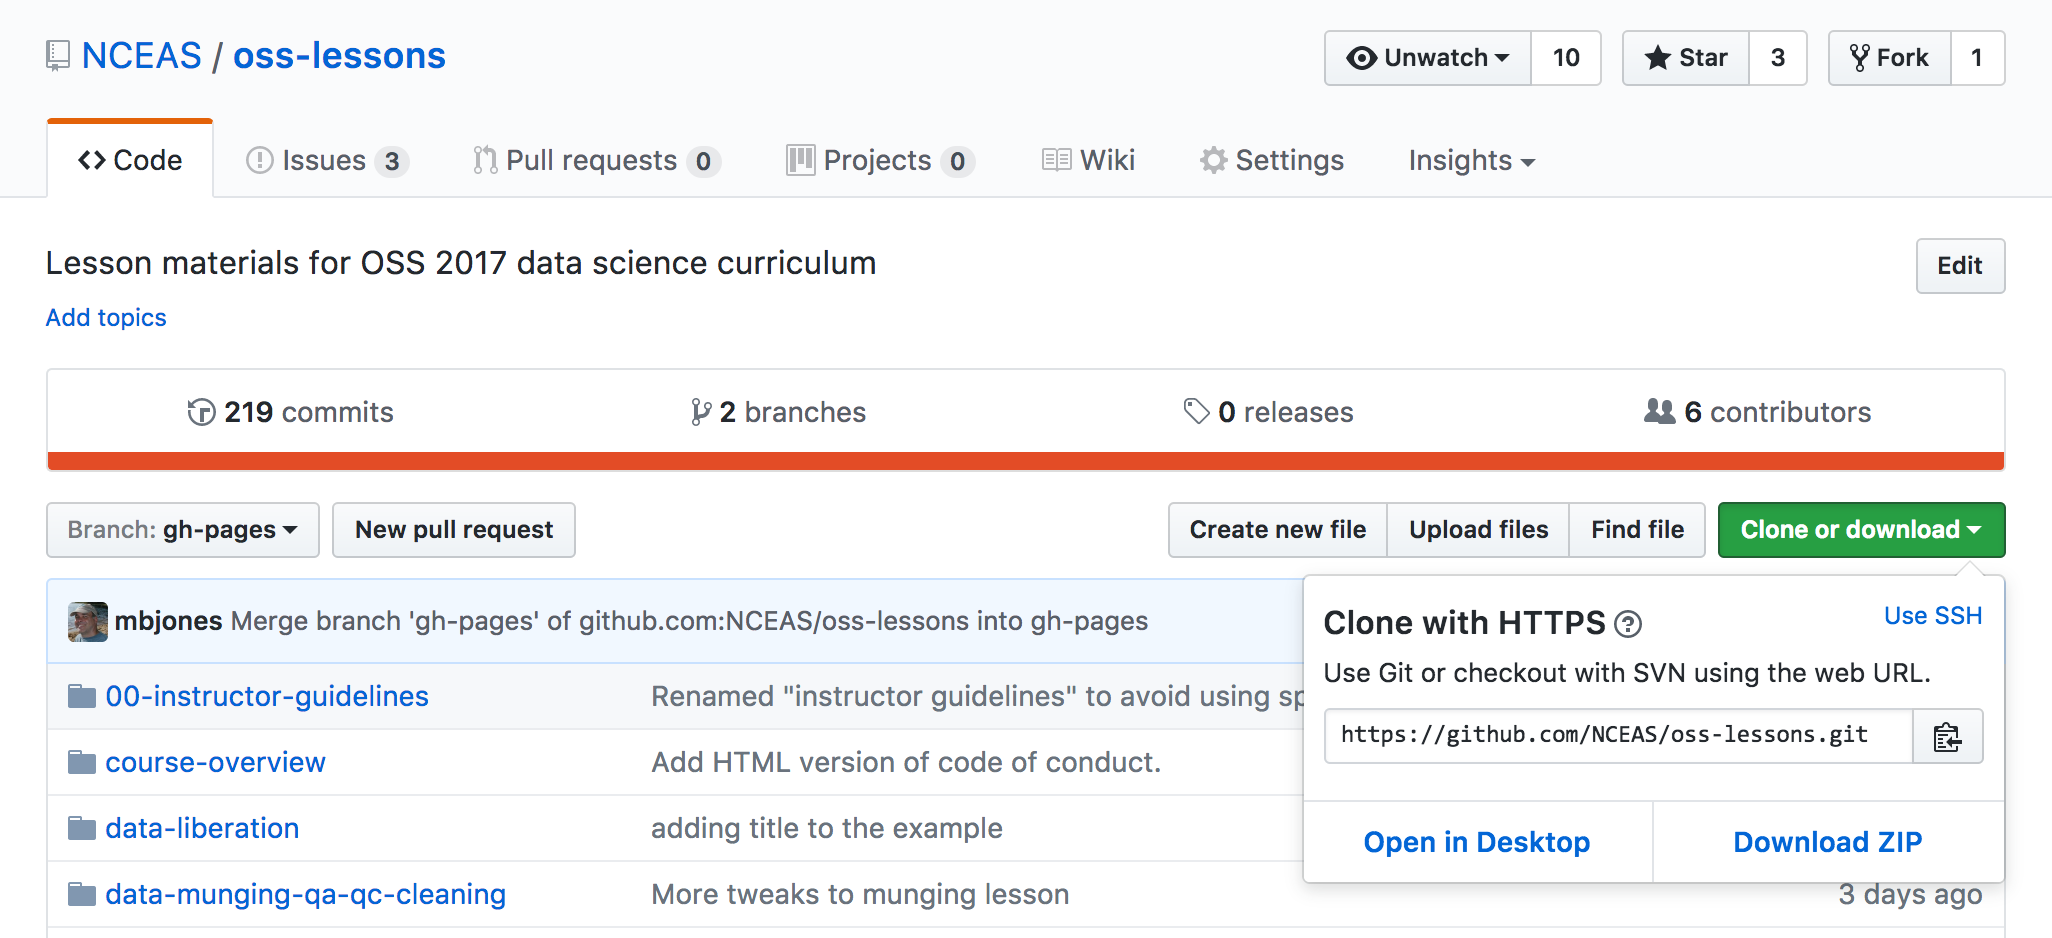 NCEAS / oss-lessons
Unwatch 10 Star 3 Fork 1
Code Issues 3 Pull requests 0 Projects 0 Wiki Settings Insights
Lesson materials for OSS 2017 data science curriculum
Edit
Add topics
219 commits 2 branches 0 releases 6 contributors
Branch: gh-pages New pull request Create new file Upload files Find file Clone or download
mbjones Merge branch 'gh-pages' of github.com:NCEAS/oss-lessons into gh-pages
00-instructor-guidelines Renamed "instructor guidelines" to avoid using sp
course-overview Add HTML version of code of conduct.
data-liberation adding title to the example
data-munging-qa-qc-cleaning More tweaks to munging lesson 3 days ago
Clone with HTTPS ? Use SSH
Use Git or checkout with SVN using the web URL.
https://github.com/NCEAS/oss-lessons.git
Open in Desktop Download ZIP